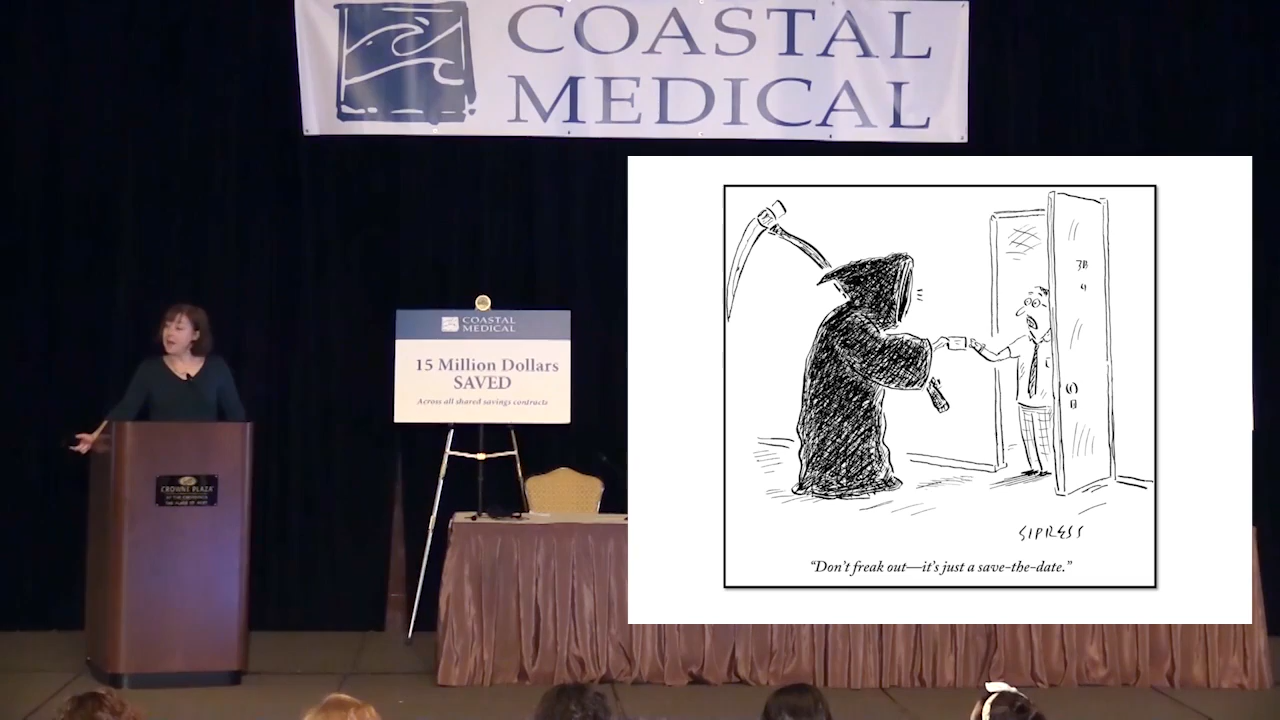 COASTAL
MEDICAL
COASTAL
MEDICAL
15 Million Dollars
SAVED
Across all shared savings contracts
CROWNE PLAZA
3B
SIPRESS
“Don't freak out—it's just a save-the-date.”